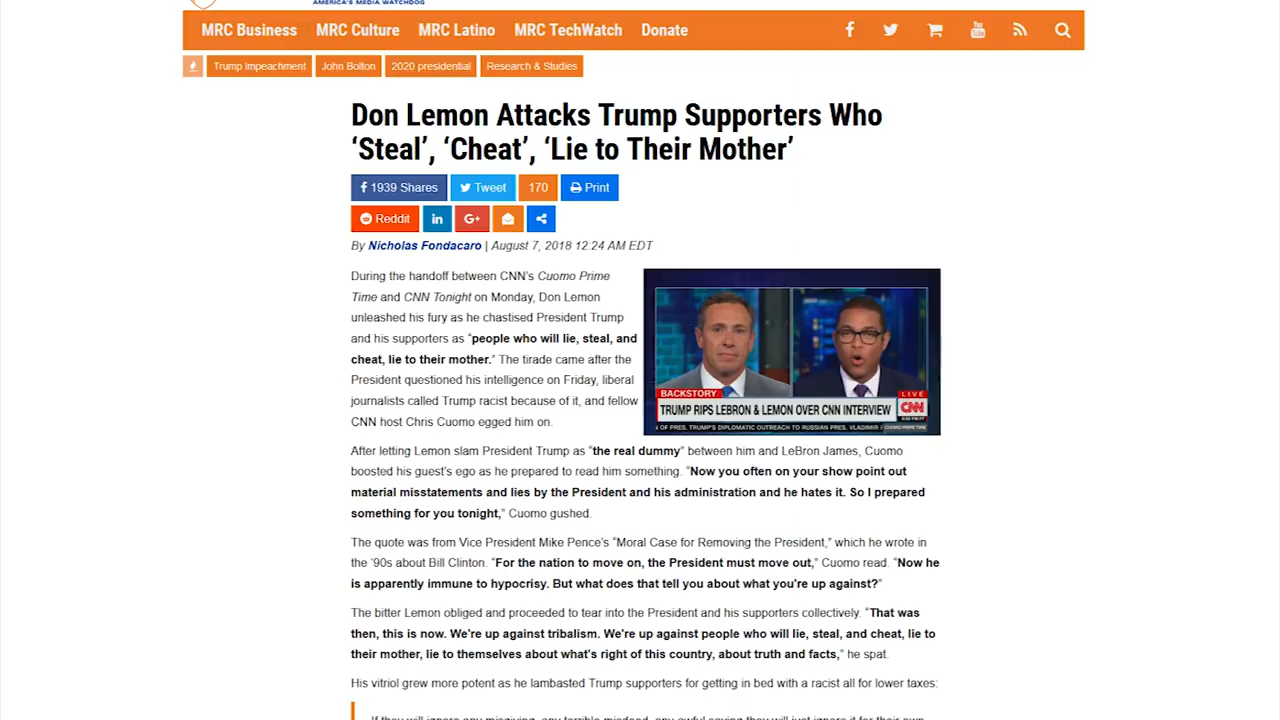 AMERICA'S MEDIA WATCHDOG
MRC Business MRC Culture MRC Latino MRC TechWatch Donate
Trump Impeachment John Bolton 2020 presidential Research & Studies
Don Lemon Attacks Trump Supporters Who
‘Steal’, ‘Cheat’, ‘Lie to Their Mother’
1939 Shares Tweet 170 Print
Reddit in G+
By Nicholas Fondacaro | August 7, 2018 12:24 AM EDT
During the handoff between CNN's Cuomo Prime
Time and CNN Tonight on Monday, Don Lemon
unleashed his fury as he chastised President Trump
and his supporters as “people who will lie, steal, and
cheat, lie to their mother.” The tirade came after the
President questioned his intelligence on Friday, liberal
journalists called Trump racist because of it, and fellow
CNN host Chris Cuomo egged him on.
BACKSTORY
LIVE
TRUMP RIPS LEBRON & LEMON OVER CNN INTERVIEW
CNN
OF PRES. TRUMP'S DIPLOMATIC OUTREACH TO RUSSIAN PRES. VLADIMIR
CUOMO PRIME TIME
After letting Lemon slam President Trump as “the real dummy” between him and LeBron James, Cuomo
boosted his guest's ego as he prepared to read him something. “Now you often on your show point out
material misstatements and lies by the President and his administration and he hates it. So I prepared
something for you tonight,” Cuomo gushed.
The quote was from Vice President Mike Pence's “Moral Case for Removing the President,” which he wrote in
the ‘90s about Bill Clinton. “For the nation to move on, the President must move out,” Cuomo read. “Now he
is apparently immune to hypocrisy. But what does that tell you about what you're up against?”
The bitter Lemon obliged and proceeded to tear into the President and his supporters collectively. “That was
then, this is now. We're up against tribalism. We're up against people who will lie, steal, and cheat, lie to
their mother, lie to themselves about what's right of this country, about truth and facts,” he spat.
His vitriol grew more potent as he lambasted Trump supporters for getting in bed with a racist all for lower taxes:
If they will ignore any misgiving, any terrible misdeed, any awful saying they will just ignore it for their own